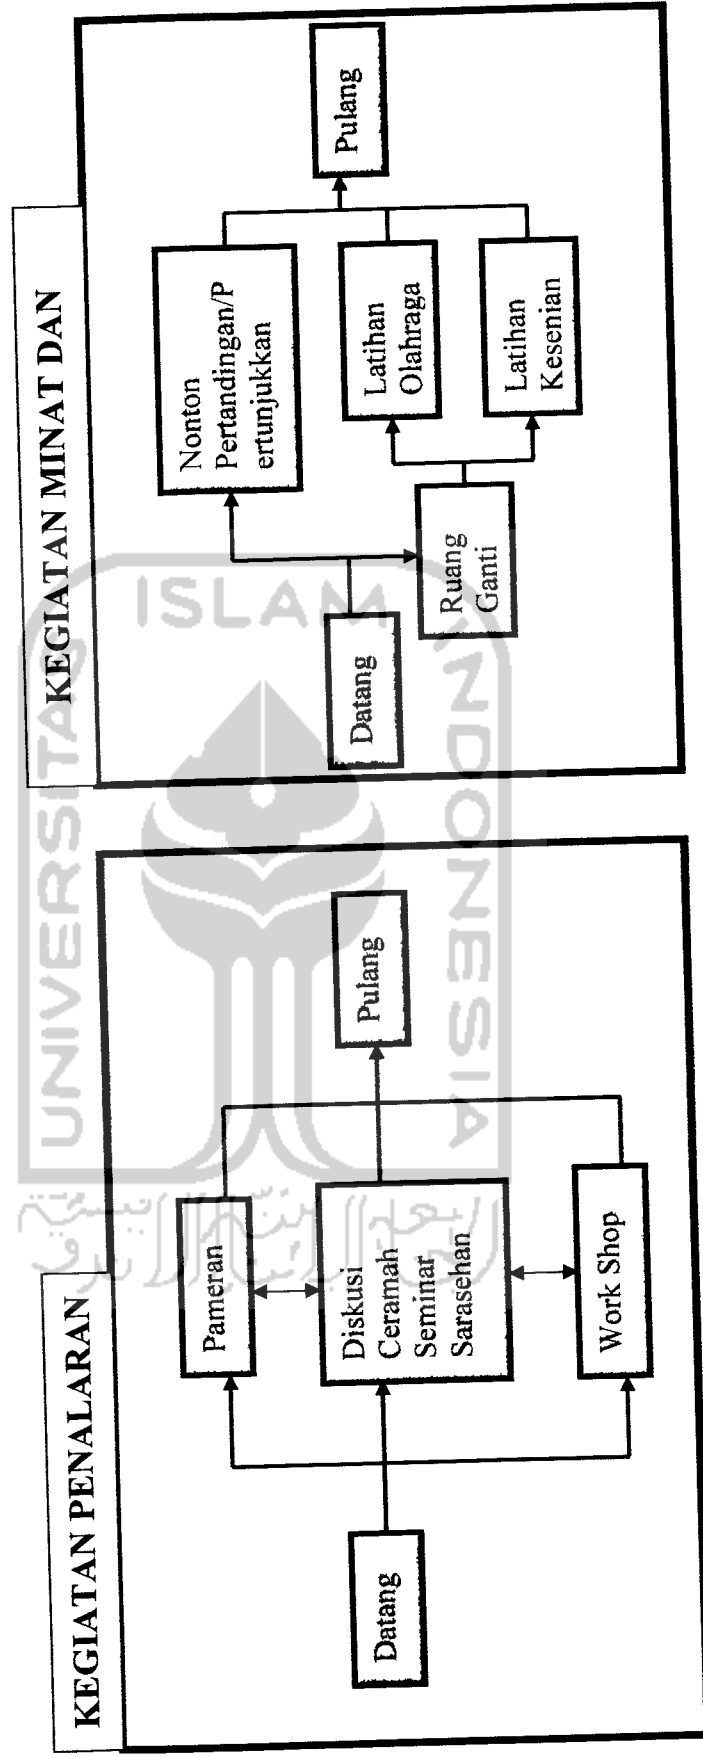 KEGIATAN PENALARAN
Datang
Pameran
Diskusi
Ceramah
Seminar
Sarasehan
Work Shop
Pulang
KEGIATAN MINAT DAN
Datang
Nonton
Pertandingan/P
ertunjukkan
Ruang
Ganti
Latihan
Olahraga
Latihan
Kesenian
Pulang
UNIVERSITAS
ISLAM
INDONESIA